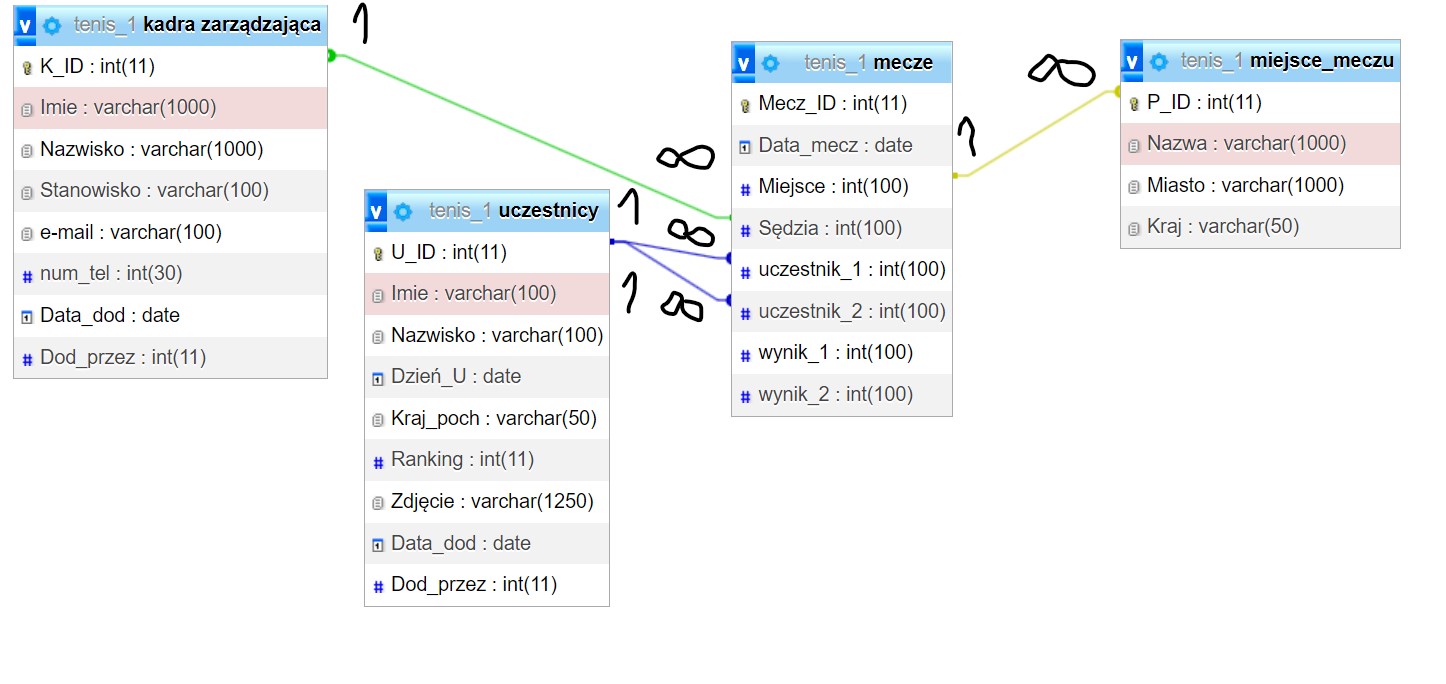 tenis_1 kadra zarządzająca
K_ID : int(11)
Imie : varchar(1000)
Nazwisko : varchar(1000)
Stanowisko : varchar(100)
e-mail : varchar(100)
num_tel : int(30)
Data_dod : date
Dod_przez : int(11)
1
∞
tenis_1 uczestnicy
U_ID : int(11)
Imie : varchar(100)
Nazwisko : varchar(100)
Dzień_U : date
Kraj_poch : varchar(50)
Ranking : int(11)
Zdjęcie : varchar(1250)
Data_dod : date
Dod_przez : int(11)
1 ∞
1 ∞
tenis_1 mecze
Mecz_ID : int(11)
Data_mecz : date
Miejsce : int(100)
Sędzia : int(100)
uczestnik_1 : int(100)
uczestnik_2 : int(100)
wynik_1 : int(100)
wynik_2 : int(100)
1
∞
tenis_1 miejsce_meczu
P_ID : int(11)
Nazwa : varchar(1000)
Miasto : varchar(1000)
Kraj : varchar(50)